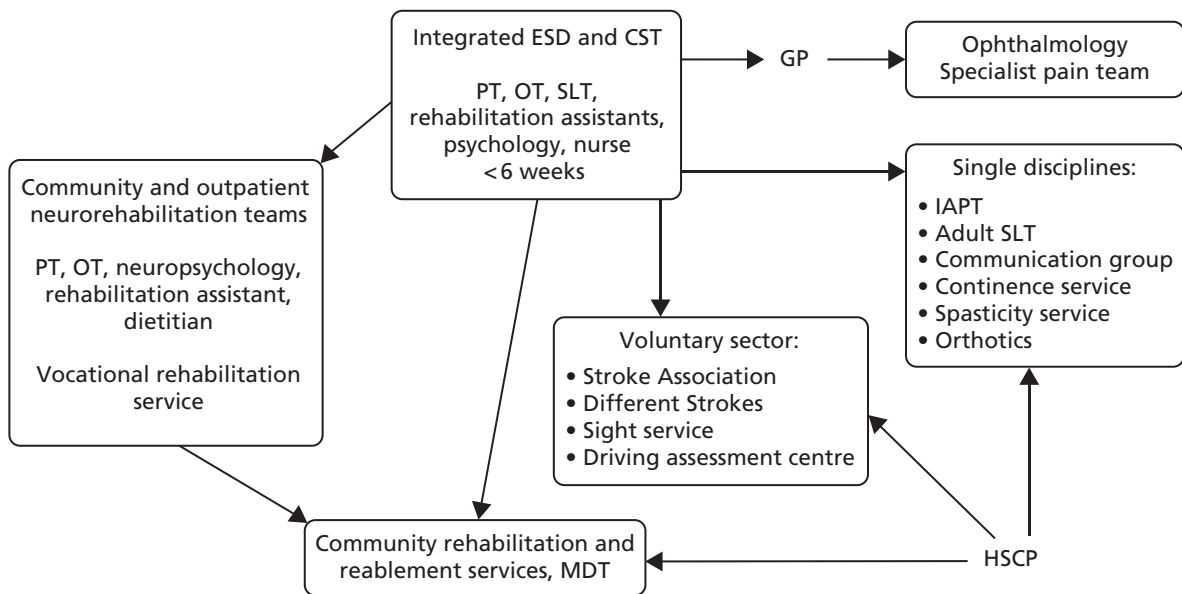 Integrated ESD and CST
PT, OT, SLT,
rehabilitation assistants,
psychology, nurse
<6 weeks
GP
Ophthalmology
Specialist pain team
Community and outpatient
neurorehabilitation teams
PT, OT, neuropsychology,
rehabilitation assistant,
dietitian
Vocational rehabilitation
service
Single disciplines:
• IAPT
• Adult SLT
• Communication group
• Continence service
• Spasticity service
• Orthotics
Voluntary sector:
• Stroke Association
• Different Strokes
• Sight service
• Driving assessment centre
Community rehabilitation and
reablement services, MDT
HSCP